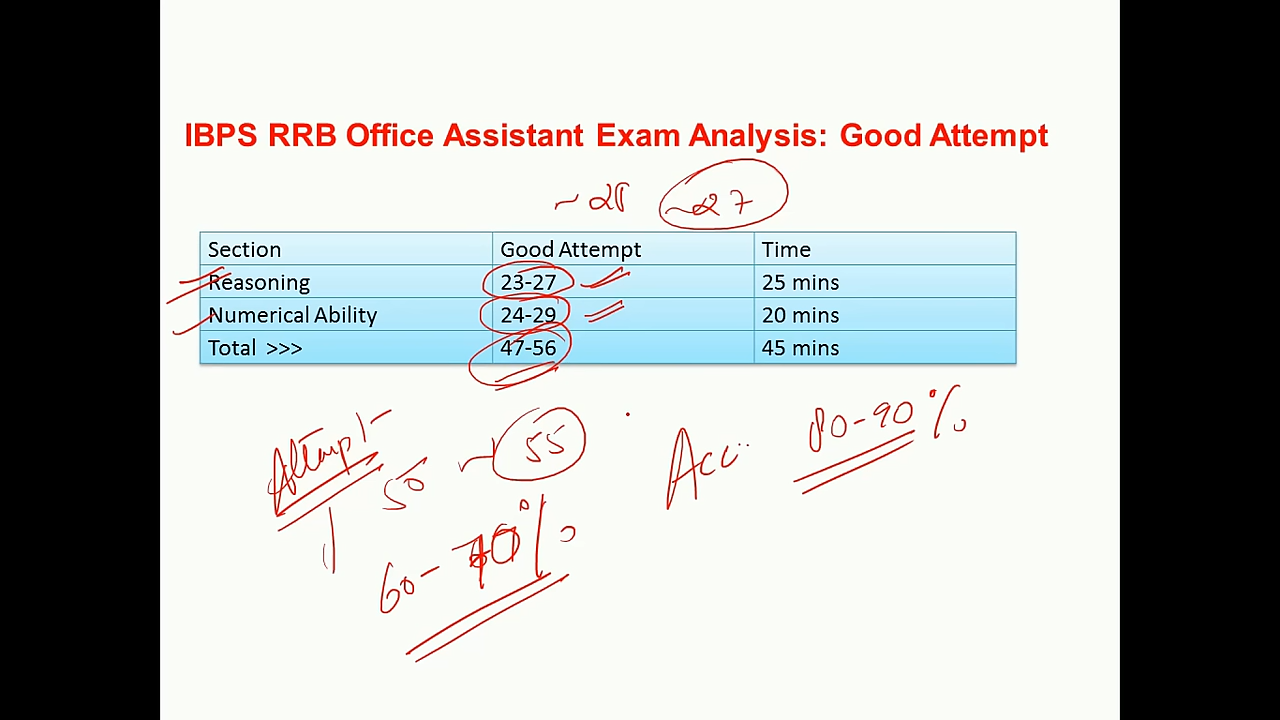 IBPS RRB Office Assistant Exam Analysis: Good Attempt
~28 ~27
Section Good Attempt Time
Reasoning 23-27 25 mins
Numerical Ability 24-29 20 mins
Total >>> 47-56 45 mins
Attempt 50 ~ 55 Acc.. 80-90%
60-70%